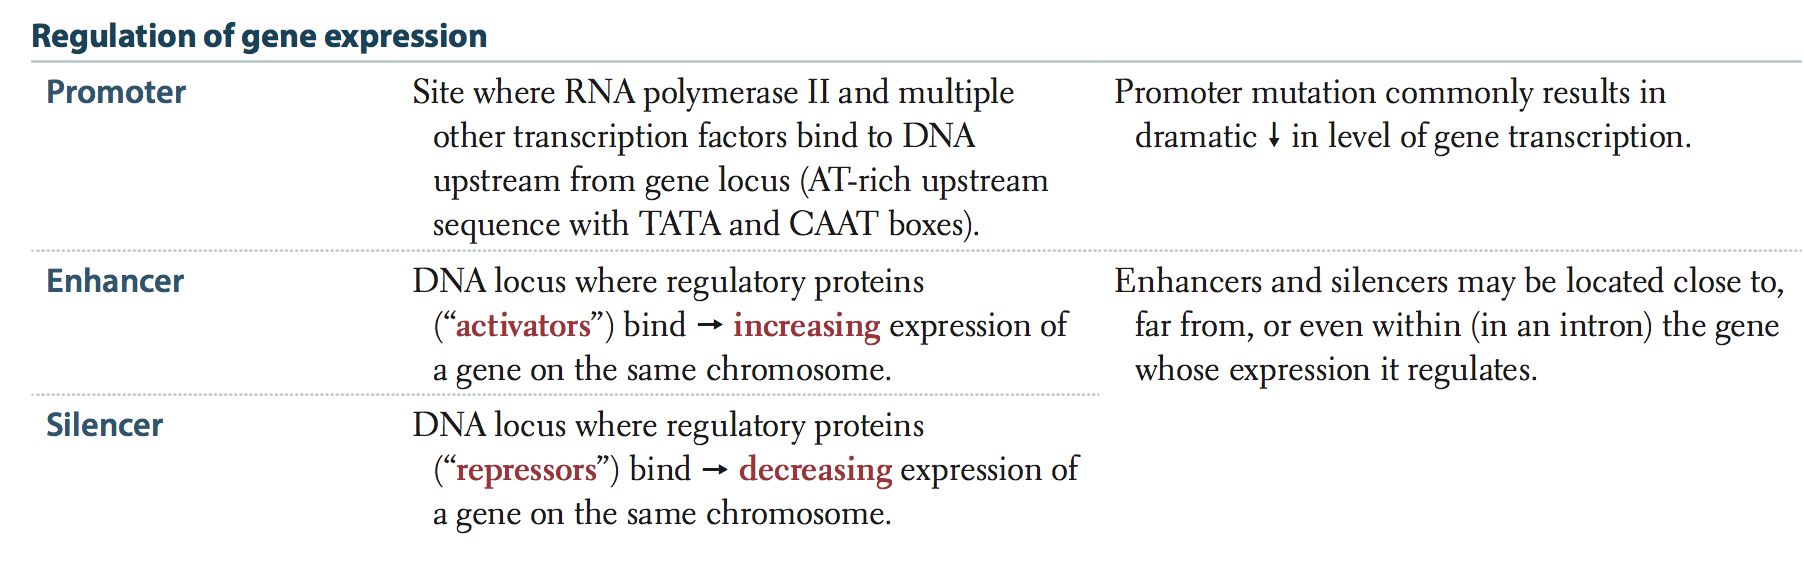 Regulation of gene expression
Promoter
Site where RNA polymerase II and multiple
other transcription factors bind to DNA
upstream from gene locus (AT-rich upstream
sequence with TATA and CAAT boxes).
Promoter mutation commonly results in
dramatic ↓ in level of gene transcription.
Enhancer
DNA locus where regulatory proteins
(“activators”) bind → increasing expression of
a gene on the same chromosome.
Enhancers and silencers may be located close to,
far from, or even within (in an intron) the gene
whose expression it regulates.
Silencer
DNA locus where regulatory proteins
(“repressors”) bind → decreasing expression of
a gene on the same chromosome.